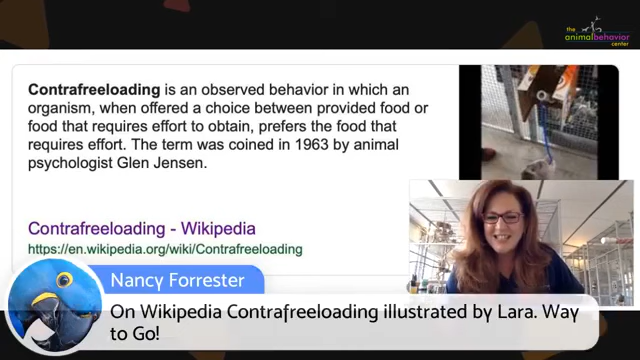 the
animalbehavior
center
Contrafreeloading is an observed behavior in which an
organism, when offered a choice between provided food or
food that requires effort to obtain, prefers the food that
requires effort. The term was coined in 1963 by animal
psychologist Glen Jensen.
Contrafreeloading - Wikipedia
https://en.wikipedia.org/wiki/Contrafreeloading
Nancy Forrester
On Wikipedia Contrafreeloading illustrated by Lara. Way
to Go!